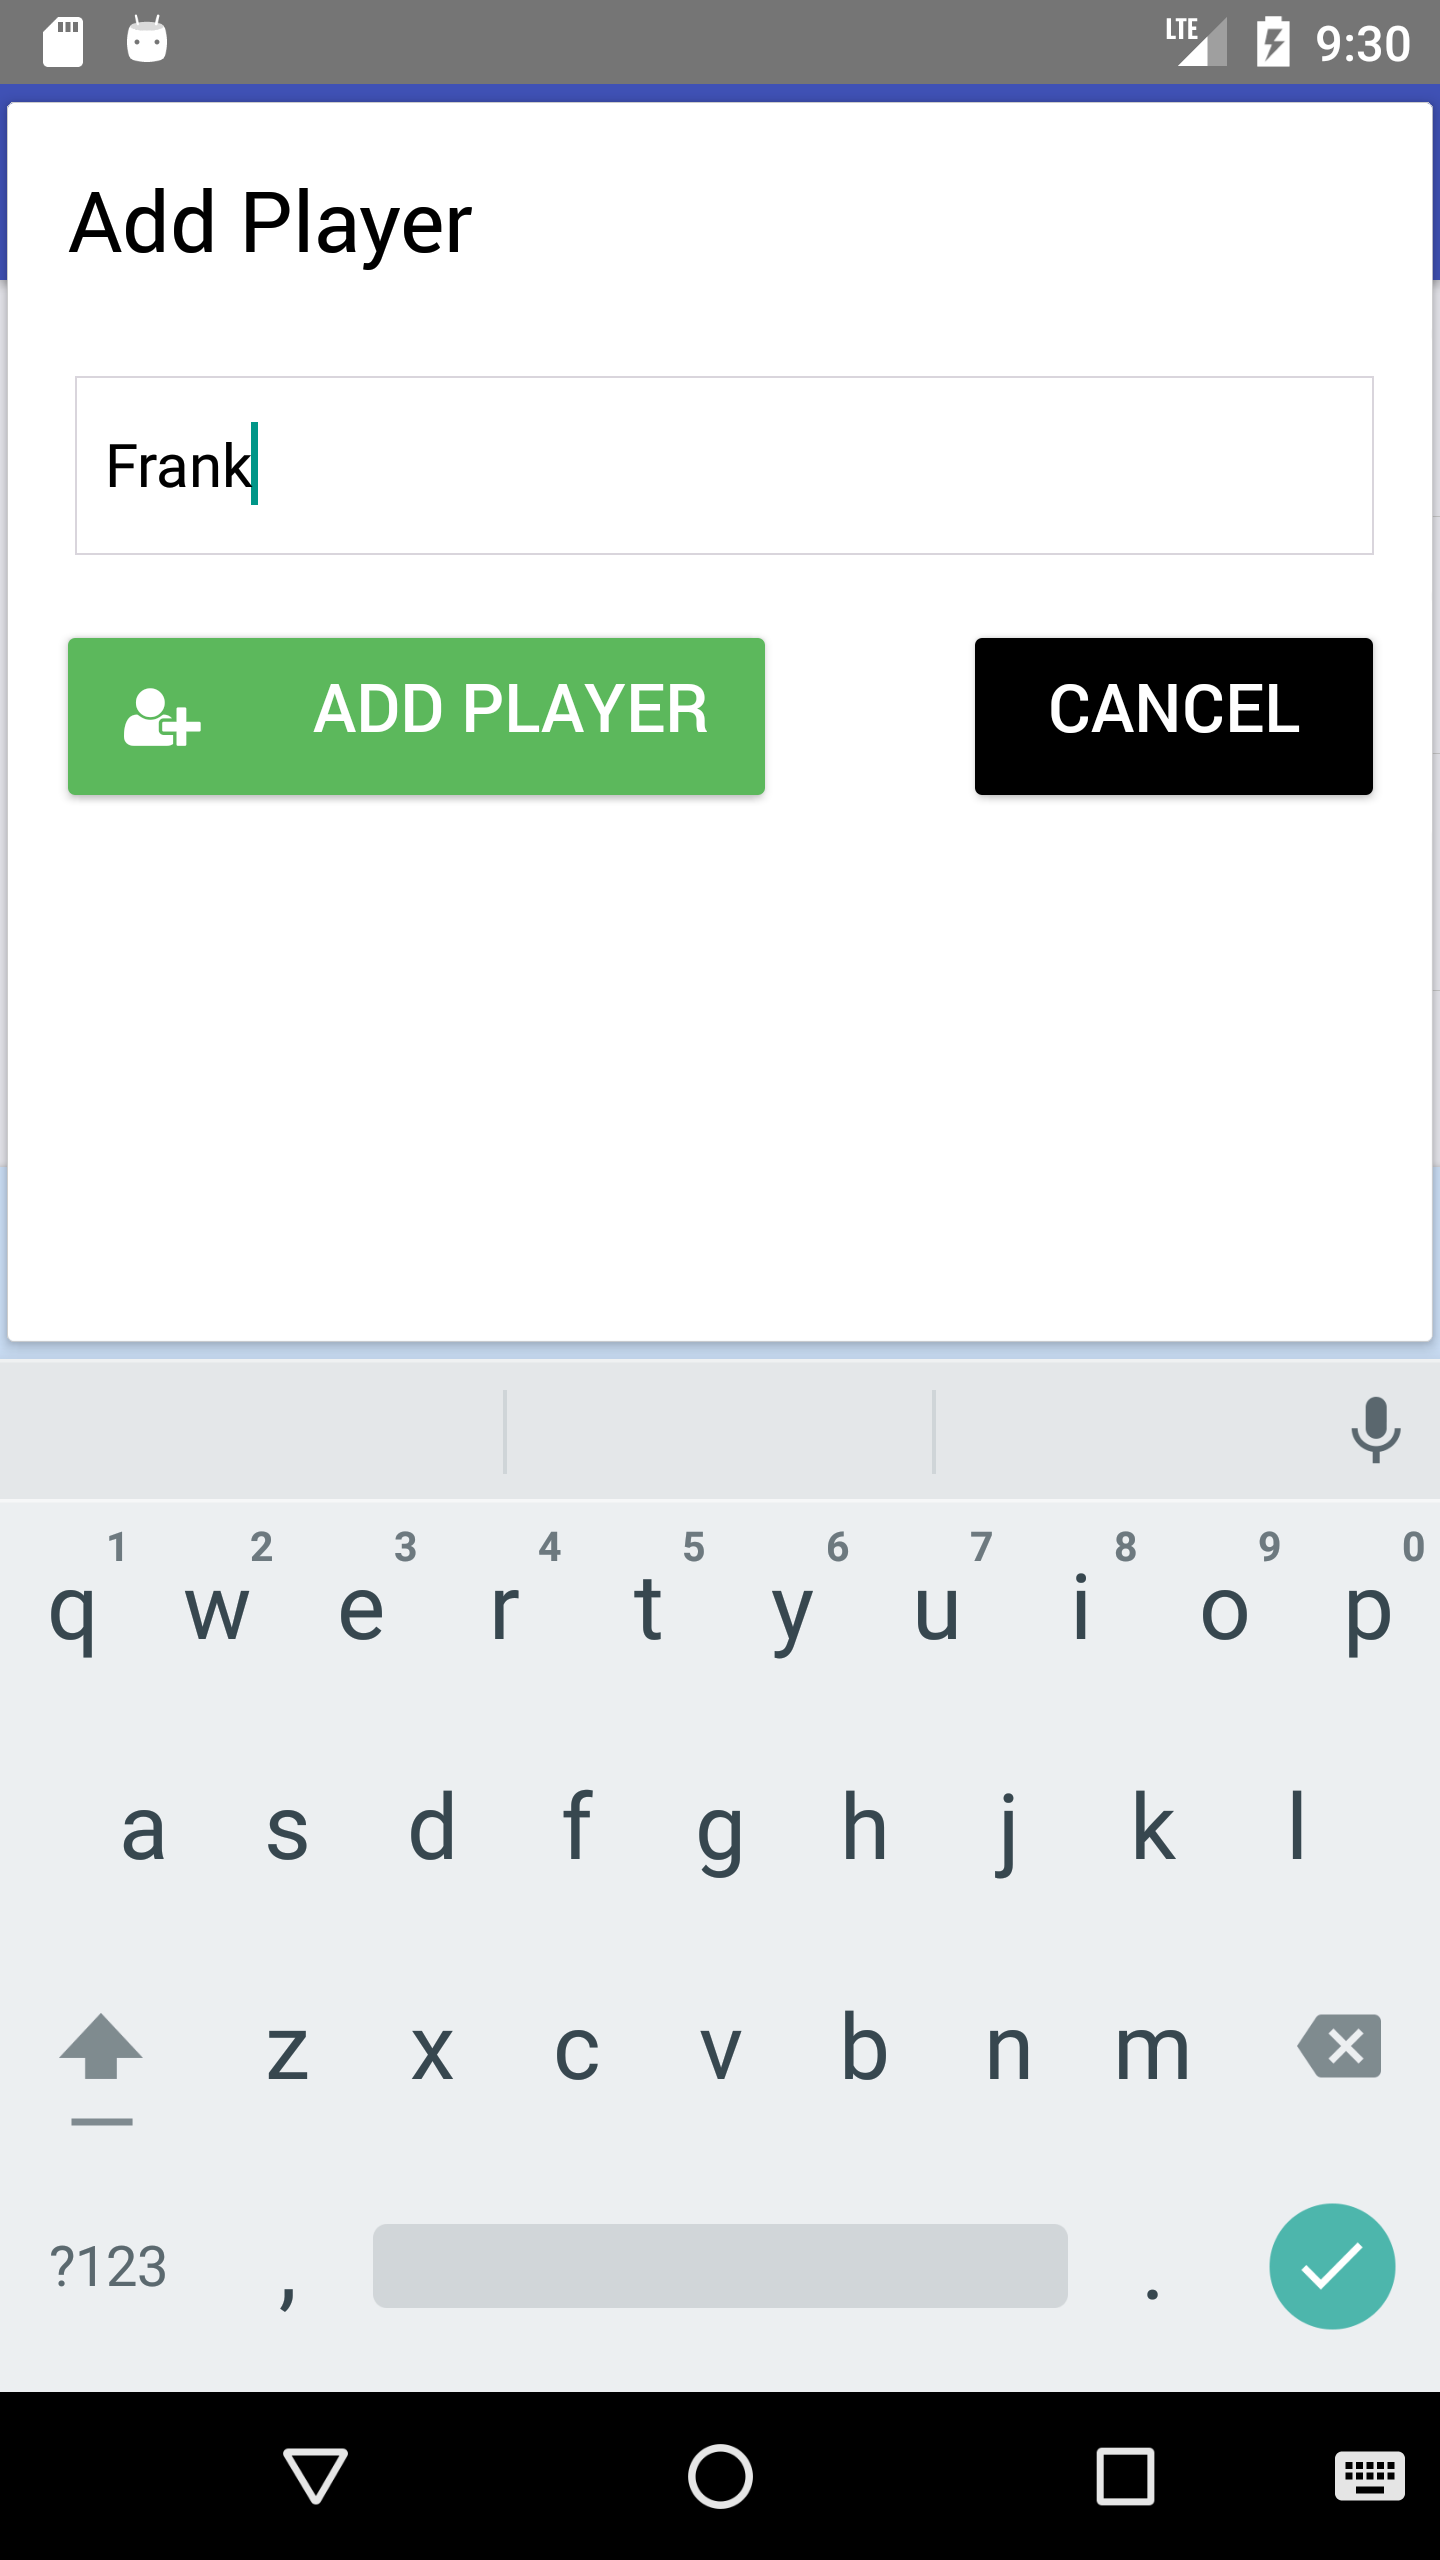 LTE 9:30
Add Player
Frank
ADD PLAYER CANCEL
1 2 3 4 5 6 7 8 9 0
q w e r t y u i o p
a s d f g h j k l
z x c v b n m
?123 , .